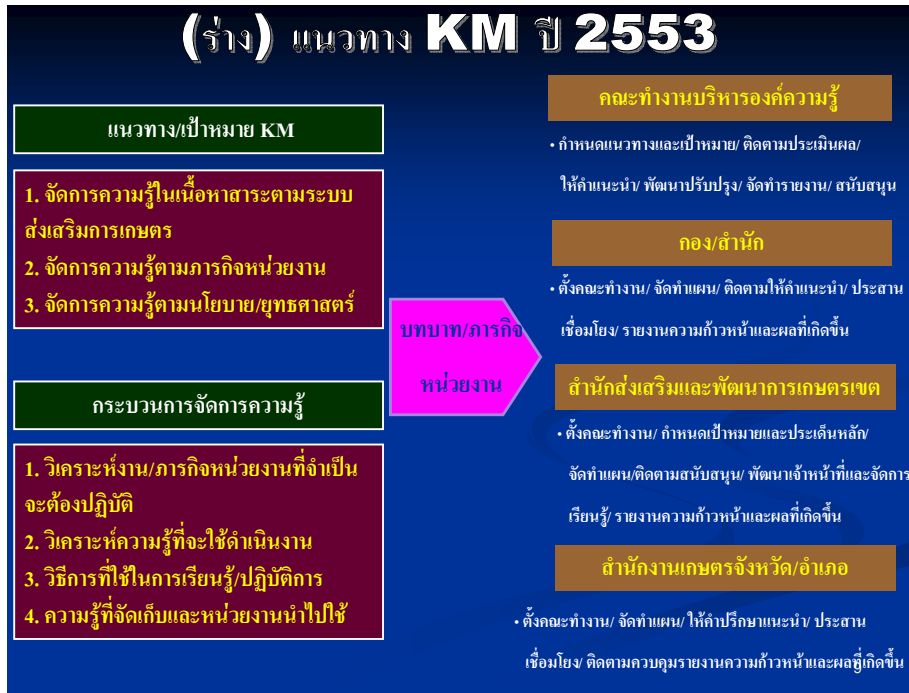 (ร่าง) แนวทาง KM ปี 2553
แนวทาง/เป้าหมาย KM
1. จัดการความรู้ในเนื้อหาสาระตามระบบ
ส่งเสริมการเกษตร
2. จัดการความรู้ตามภารกิจหน่วยงาน
3. จัดการความรู้ตามนโยบาย/ยุทธศาสตร์
กระบวนการจัดการความรู้
1. วิเคราะห์งาน/ภารกิจหน่วยงานที่จำเป็น
จะต้องปฏิบัติ
2. วิเคราะห์ความรู้ที่จะใช้ดำเนินงาน
3. วิธีการที่ใช้ในการเรียนรู้/ปฏิบัติการ
4. ความรู้ที่จัดเก็บและหน่วยงานนำไปใช้
บทบาท/ภารกิจ
หน่วยงาน
คณะทำงานบริหารองค์ความรู้
• กำหนดแนวทางและเป้าหมาย/ ติดตามประเมินผล/
ให้คำแนะนำ/ พัฒนาปรับปรุง/ จัดทำรายงาน/ สนับสนุน
กอง/สำนัก
• ตั้งคณะทำงาน/ จัดทำแผน/ ติดตามให้คำแนะนำ/ ประสาน
เชื่อมโยง/ รายงานความก้าวหน้าและผลที่เกิดขึ้น
สำนักส่งเสริมและพัฒนาการเกษตรเขต
• ตั้งคณะทำงาน/ กำหนดเป้าหมายและประเด็นหลัก/
จัดทำแผน/ติดตามสนับสนุน/ พัฒนาเจ้าหน้าที่และจัดการ
เรียนรู้/ รายงานความก้าวหน้าและผลที่เกิดขึ้น
สำนักงานเกษตรจังหวัด/อำเภอ
• ตั้งคณะทำงาน/ จัดทำแผน/ ให้คำปรึกษาแนะนำ/ ประสาน
เชื่อมโยง/ ติดตามควบคุมรายงานความก้าวหน้าและผลที่เกิดขึ้น